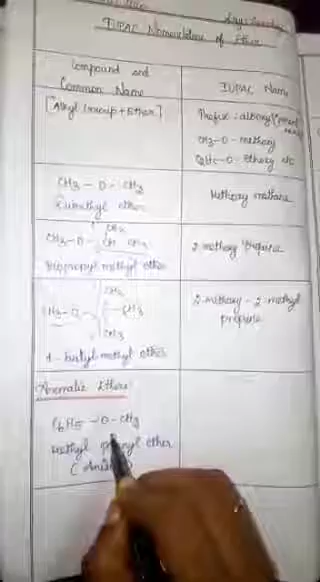 IUPAC Nomenclature of Ether
Compound and
Common Name
IUPAC Name
[Alkyl Group + Ether]
Prefix: alkoxy
CH3-O- methoxy
C2H5-O- Ethoxy etc
CH3 - O - CH3
Dimethyl ether
Methoxy methane
CH3
CH3-O- CH CH3
Isopropyl methyl ether
2-methoxy propane
CH3
CH3-O- C - CH3
CH3
t-butyl methyl ether
2-methoxy-2-methyl
propane
Aromatic Ethers
C6H5 -O-CH3
Methyl phenyl ether